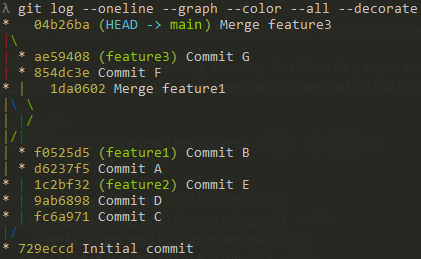 λ git log --oneline --graph --color --all --decorate
*   04b26ba (HEAD -> main) Merge feature3
|\
| * ae59408 (feature3) Commit G
| * 854dc3e Commit F
* |   1da0602 Merge feature1
|\ \
| |/
|/|
| * f0525d5 (feature1) Commit B
| * d6237f5 Commit A
* | 1c2bf32 (feature2) Commit E
* | 9ab6898 Commit D
* | fc6a971 Commit C
|/
* 729eccd Initial commit